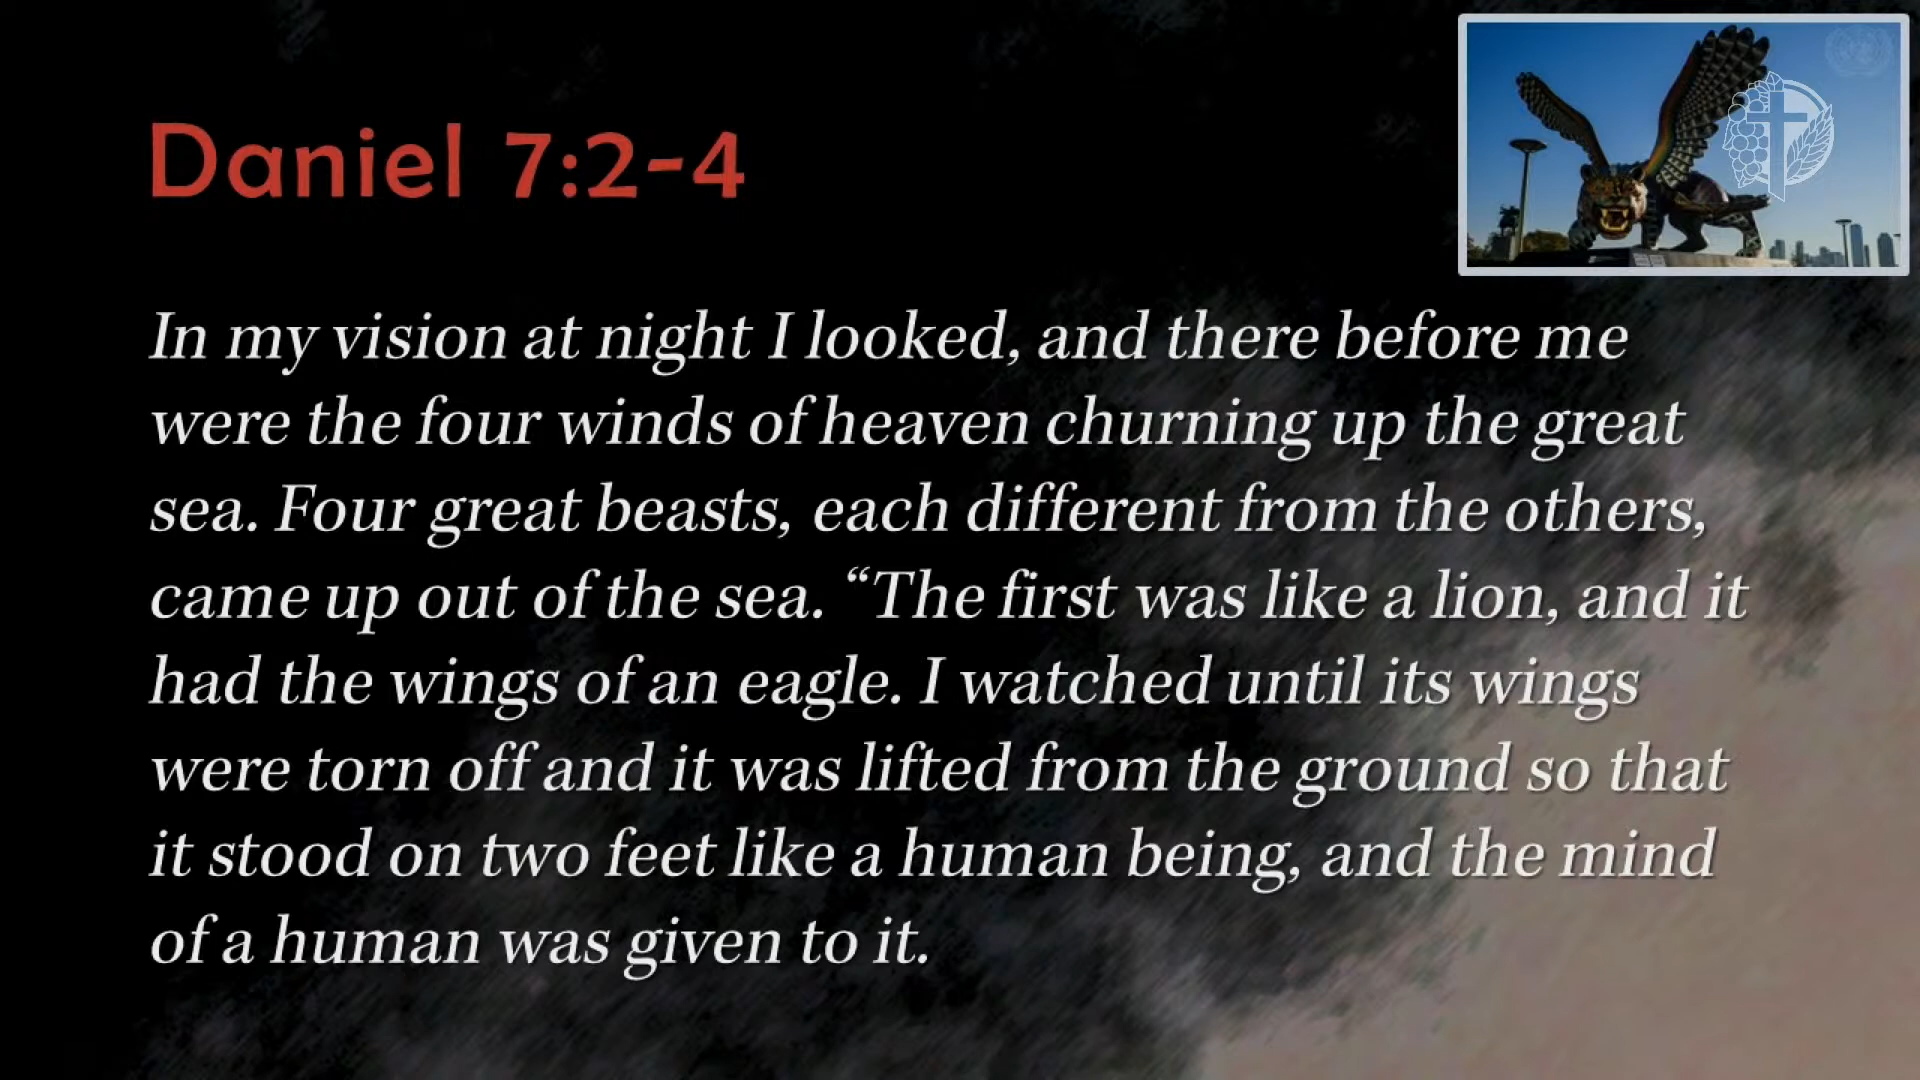 Daniel 7:2-4
In my vision at night I looked, and there before me
were the four winds of heaven churning up the great
sea. Four great beasts, each different from the others,
came up out of the sea. “The first was like a lion, and it
had the wings of an eagle. I watched until its wings
were torn off and it was lifted from the ground so that
it stood on two feet like a human being, and the mind
of a human was given to it.